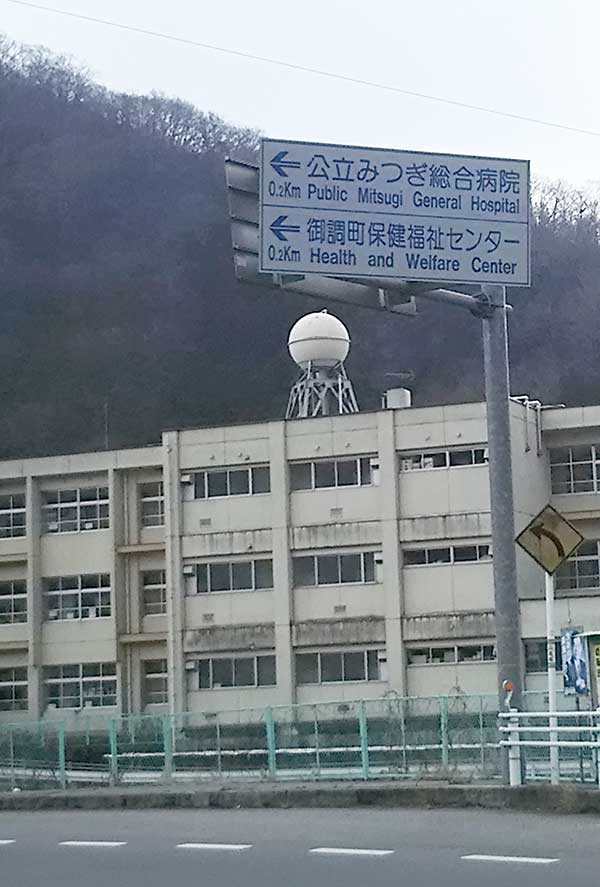 ← 公立みつぎ総合病院
0.2Km Public Mitsugi General Hospital
← 御調町保健福祉センター
0.2Km Health and Welfare Center